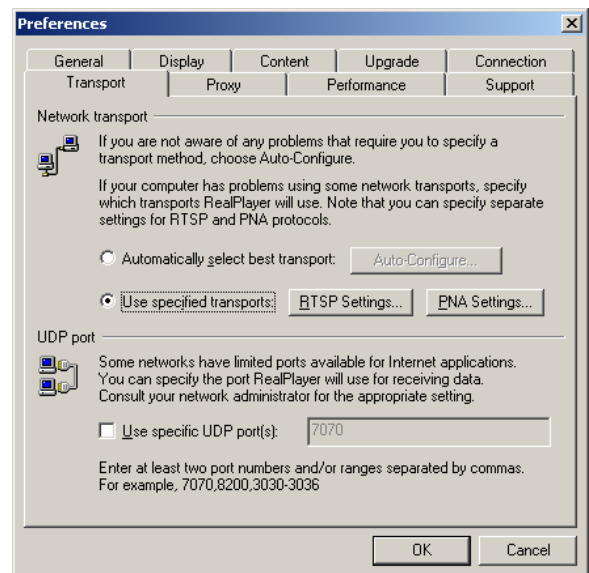 Preferences
General Display Content Upgrade Connection
Transport Proxy Performance Support
Network transport
If you are not aware of any problems that require you to specify a
transport method, choose Auto-Configure.
If your computer has problems using some network transports, specify
which transports RealPlayer will use. Note that you can specify separate
settings for RTSP and PNA protocols.
Automatically select best transport: Auto-Configure...
Use specified transports: RTSP Settings... PNA Settings...
UDP port
Some networks have limited ports available for Internet applications.
You can specify the port RealPlayer will use for receiving data.
Consult your network administrator for the appropriate setting.
Use specific UDP port(s): 7070
Enter at least two port numbers and/or ranges separated by commas.
For example, 7070,8200,3030-3036
OK Cancel